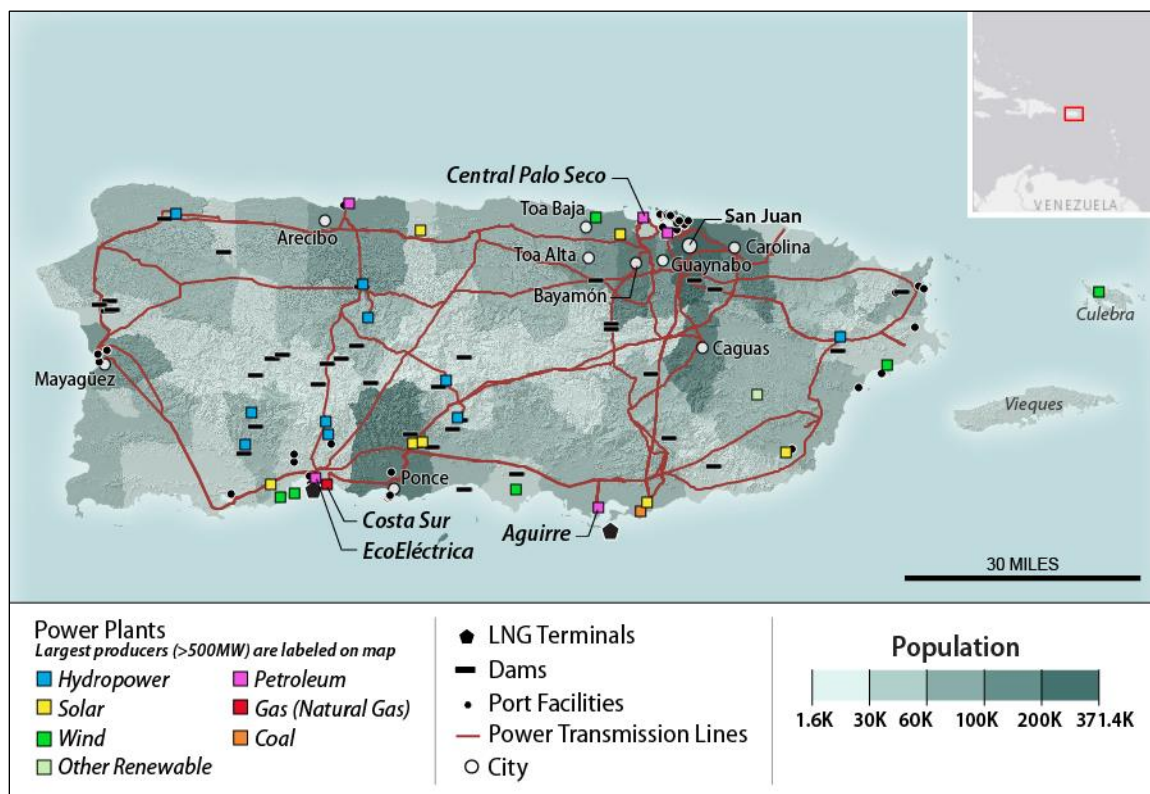 VENEZUELA
Central Palo Seco
Toa Baja
San Juan
Arecibo
Toa Alta
Carolina
Guaynabo
Bayamón
Culebra
Caguas
Mayagüez
Vieques
Ponce
Costa Sur
Aguirre
EcoEléctrica
30 MILES
Power Plants
Largest producers (>500MW) are labeled on map
Hydropower
Petroleum
Solar
Gas (Natural Gas)
Wind
Coal
Other Renewable
LNG Terminals
Dams
Port Facilities
Power Transmission Lines
City
Population
1.6K 30K 60K 100K 200K 371.4K